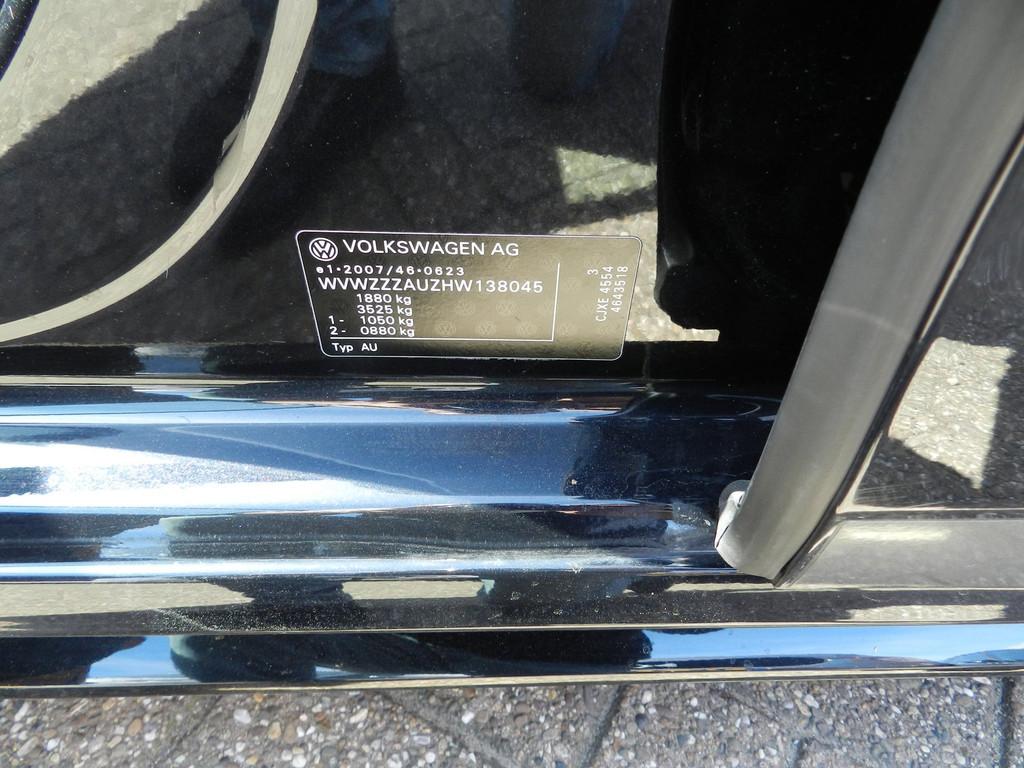 VOLKSWAGEN AG
e1*2007/46*0623
WVWZZZAUZHW138045
1880 kg
3525 kg
1- 1050 kg
2- 0880 kg
Typ AU
3
CJXE 4554
4643518